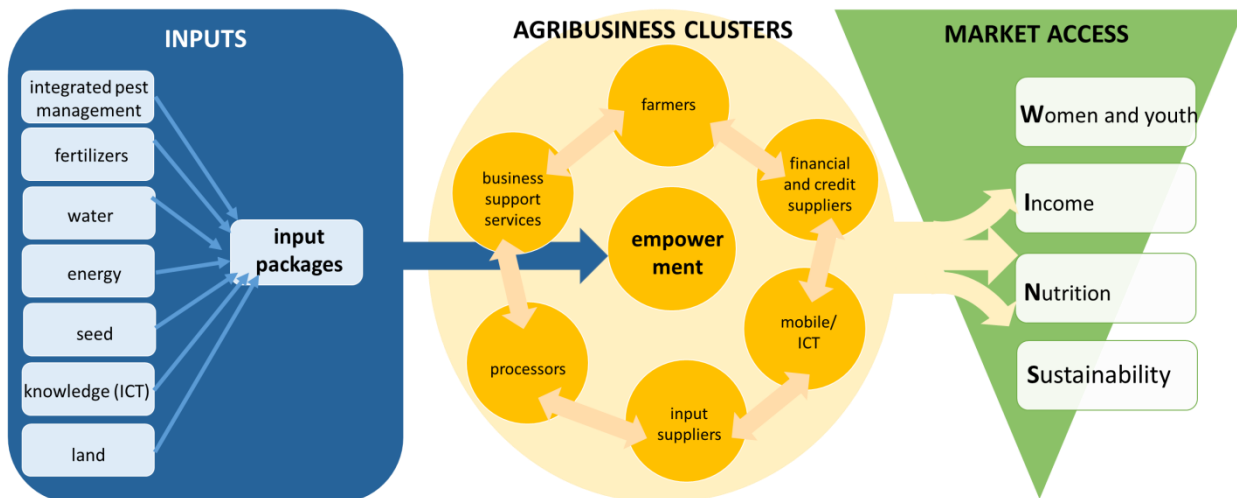 INPUTS
integrated pest
management
fertilizers
water
energy
seed
knowledge (ICT)
land
input
packages
AGRIBUSINESS CLUSTERS
farmers
business
support
services
financial
and credit
suppliers
empower
ment
mobile/
ICT
processors
input
suppliers
MARKET ACCESS
Women and youth
Income
Nutrition
Sustainability